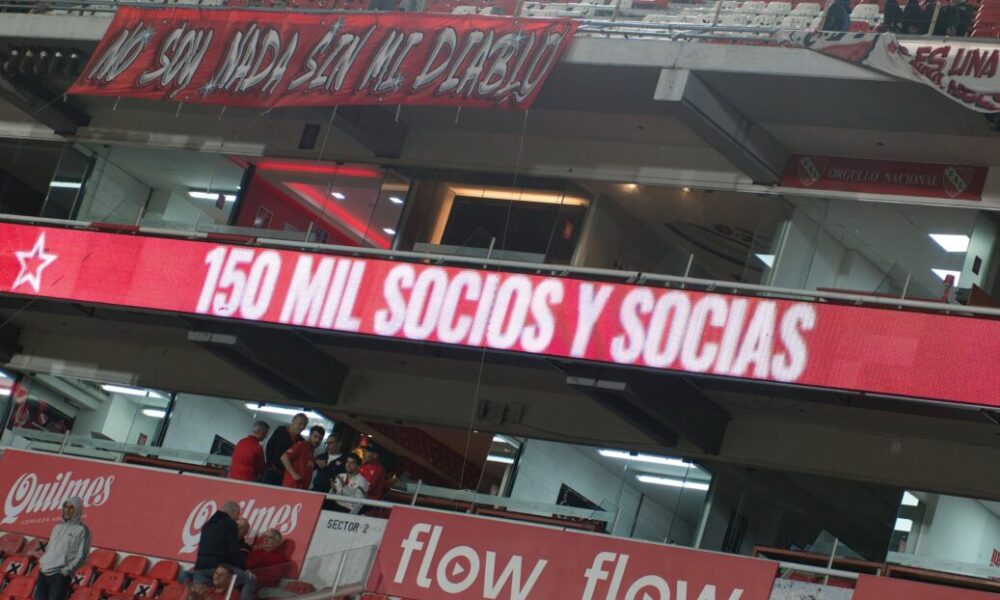 NO SOY NADA SIN MI DIABLO
ES UNA
ORGULLO NACIONAL
150 MIL SOCIOS Y SOCIAS
Quilmes
CERVEZA
Quilmes
SECTOR 2
flow
flow